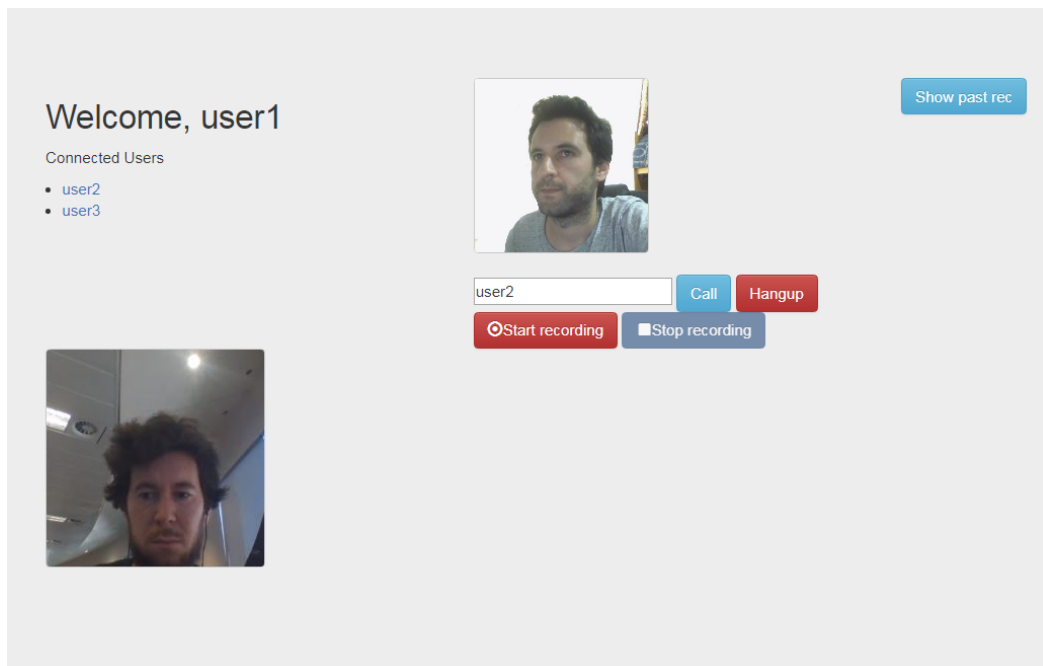 Welcome, user1
Connected Users
user2
user3
Show past rec
user2 Call Hangup
Start recording Stop recording